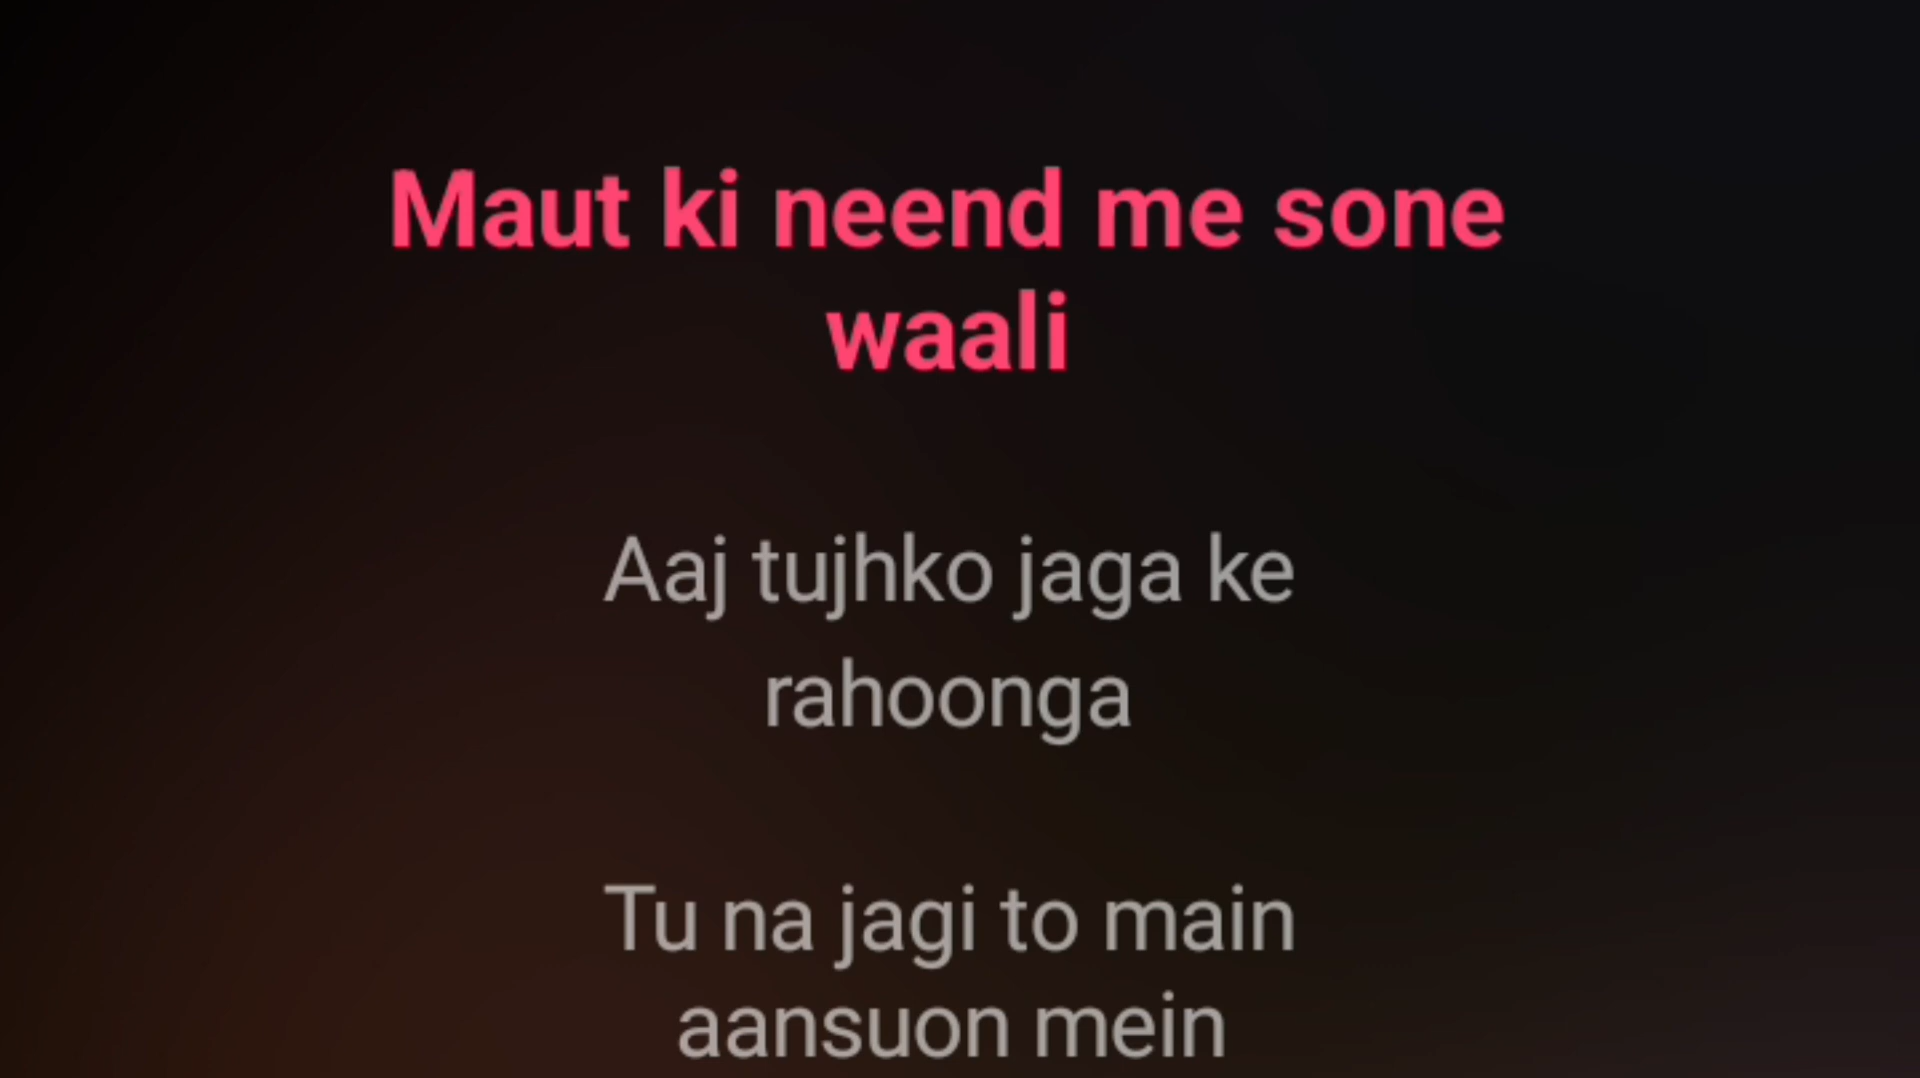 Maut ki neend me sone
waali
Aaj tujhko jaga ke
rahoonga
Tu na jagi to main
aansuon mein